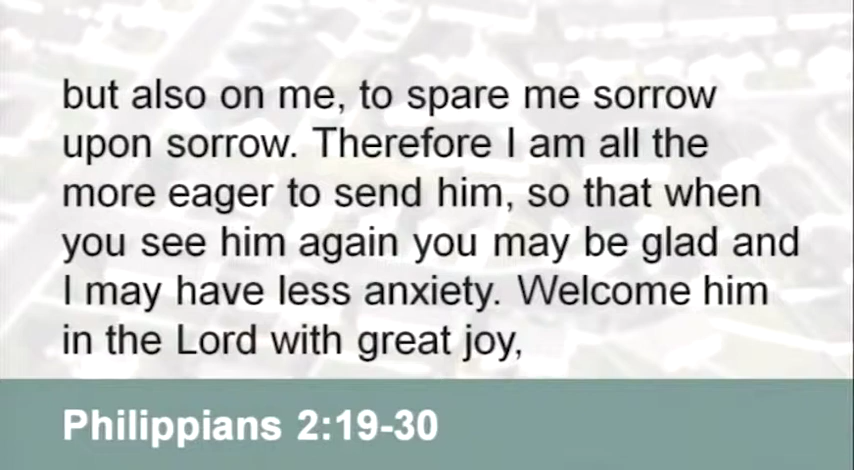 but also on me, to spare me sorrow
upon sorrow. Therefore I am all the
more eager to send him, so that when
you see him again you may be glad and
I may have less anxiety. Welcome him
in the Lord with great joy,
Philippians 2:19-30